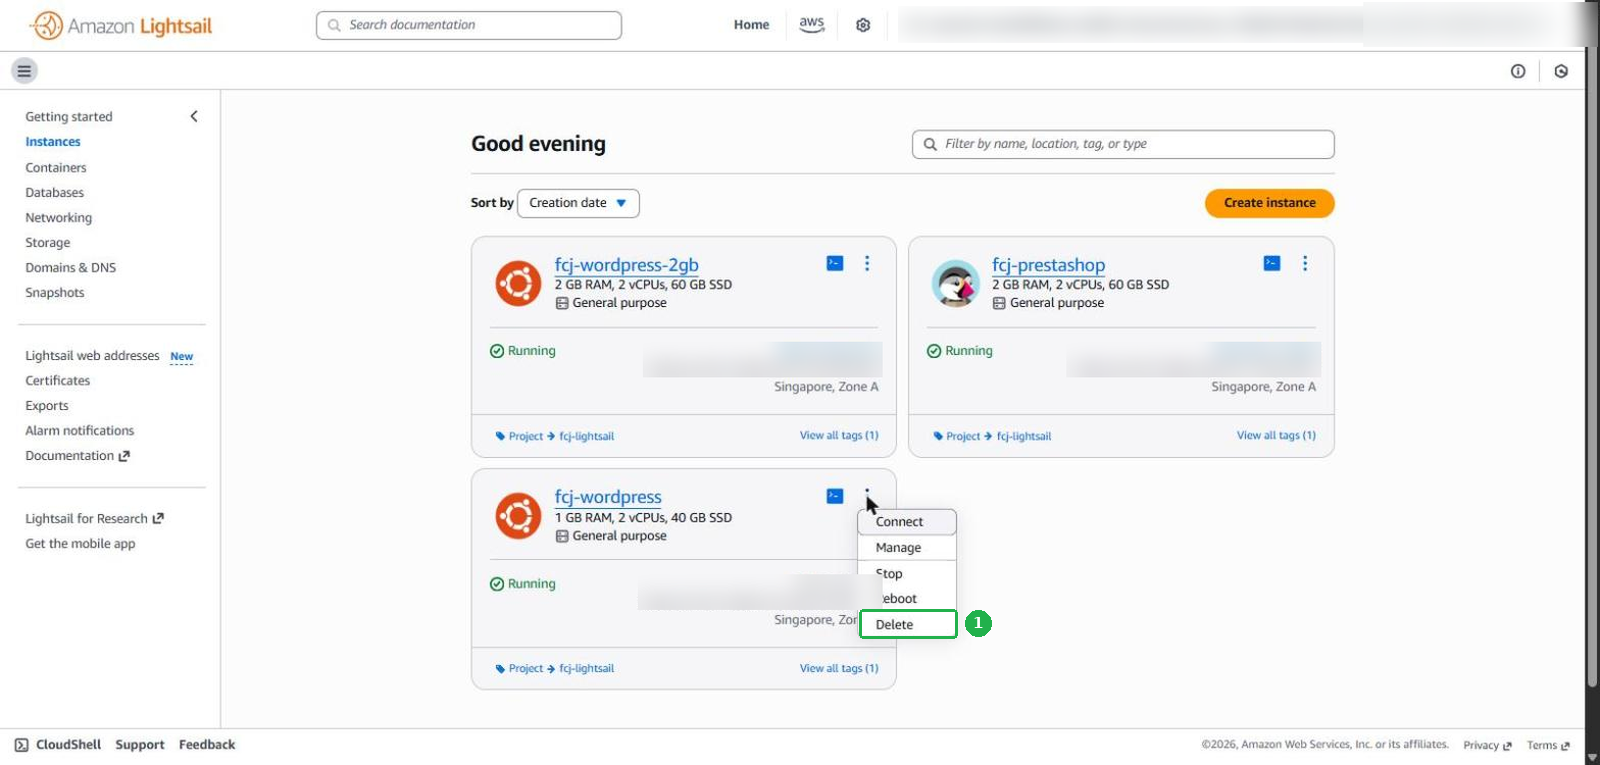 Amazon Lightsail
Search documentation
Home
aws
Getting started
Instances
Containers
Databases
Networking
Storage
Domains & DNS
Snapshots
Lightsail web addresses New
Certificates
Exports
Alarm notifications
Documentation
Lightsail for Research
Get the mobile app
Good evening
Filter by name, location, tag, or type
Sort by Creation date
Create instance
fcj-wordpress-2gb
2 GB RAM, 2 vCPUs, 60 GB SSD
General purpose
Running
Singapore, Zone A
Project → fcj-lightsail
View all tags (1)
fcj-prestashop
2 GB RAM, 2 vCPUs, 60 GB SSD
General purpose
Running
Singapore, Zone A
Project → fcj-lightsail
View all tags (1)
fcj-wordpress
1 GB RAM, 2 vCPUs, 40 GB SSD
General purpose
Running
Singapore, Zor
Project → fcj-lightsail
View all tags (1)
Connect
Manage
Stop
eboot
Delete
1
CloudShell Support Feedback
©2026, Amazon Web Services, Inc. or its affiliates. Privacy Terms